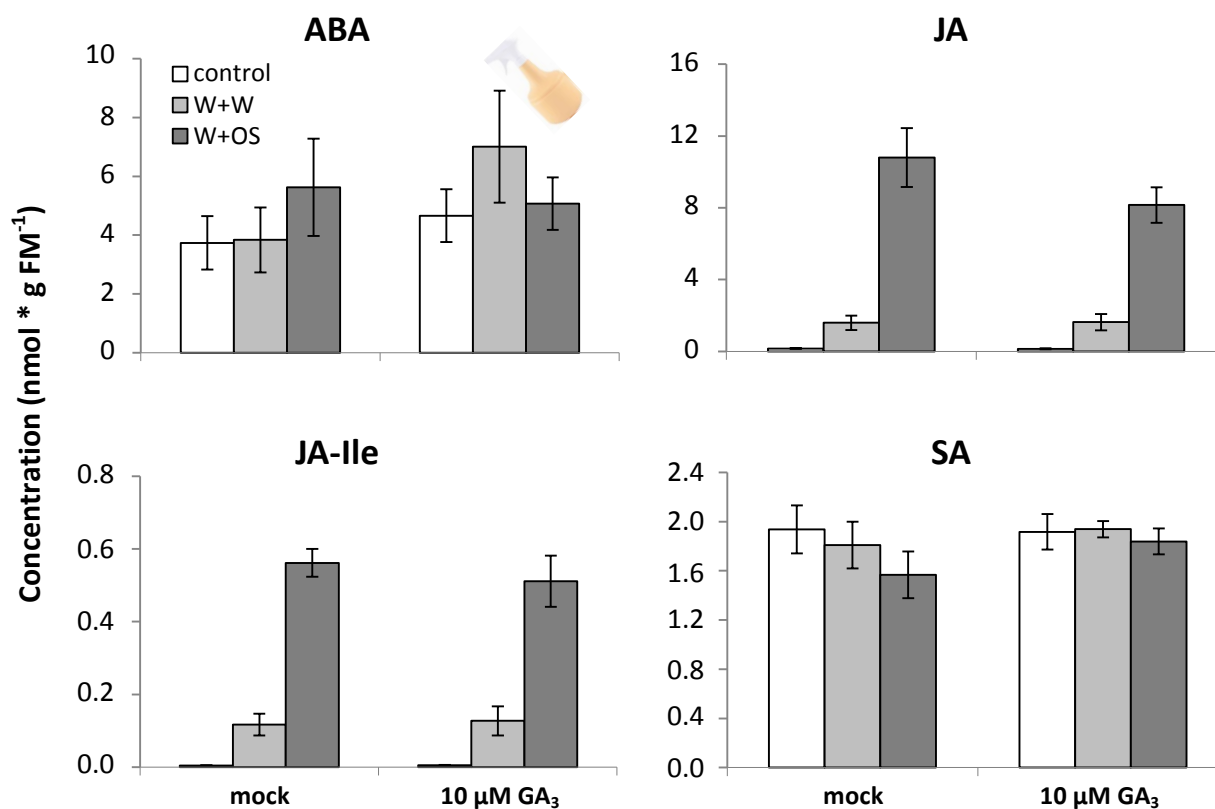 Concentration (nmol * g FM⁻¹)
ABA
10
8
6
4
2
0
control
W+W
W+OS
JA
16
12
8
4
0
JA-Ile
0.8
0.6
0.4
0.2
0.0
mock
10 µM GA₃
SA
2.4
2.0
1.6
1.2
0.8
0.4
0.0
mock
10 µM GA₃